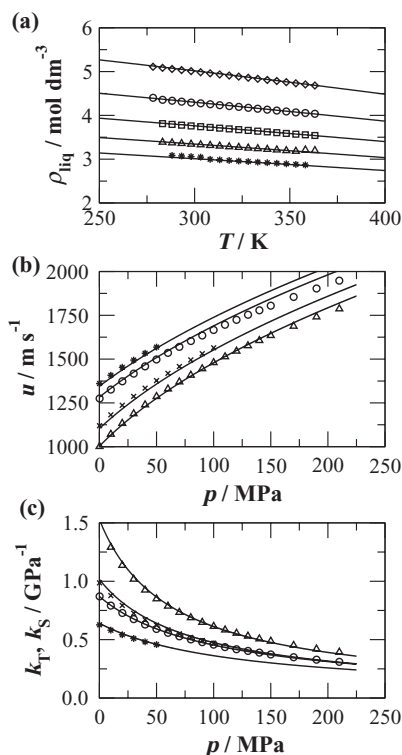 (a)
6
5
4
3
2
ρliq / mol dm-3
250 300 350 400
T / K
(b)
2000
1750
1500
1250
1000
u / m s-1
0 50 100 150 200
p / MPa
(c)
1.5
1.0
0.5
0.0
kT, kS / GPa-1
0 50 100 150 200
p / MPa